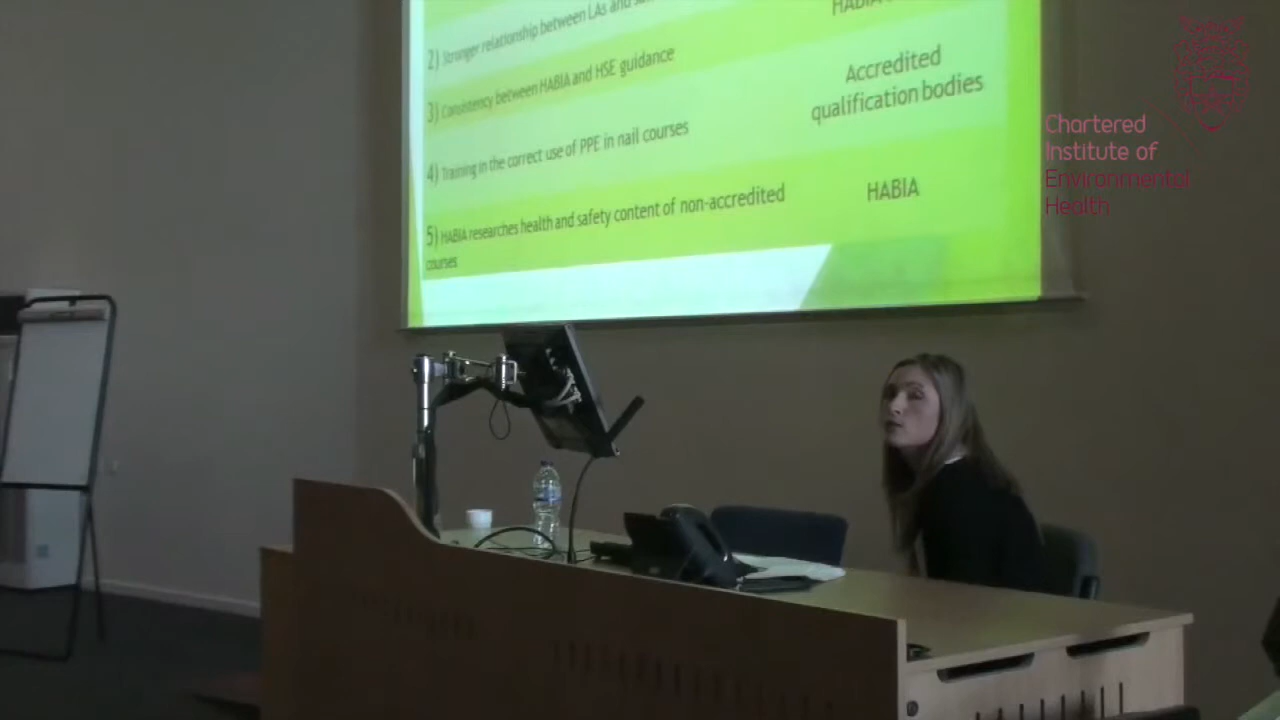 HABIA
2) Stronger relationship between LAs and
3) Consistency between HABIA and HSE guidance
Accredited
qualification bodies
4) Training in the correct use of PPE in nail courses
5) HABIA researches health and safety content of non-accredited
courses
HABIA
Chartered
Institute of
Environmental
Health